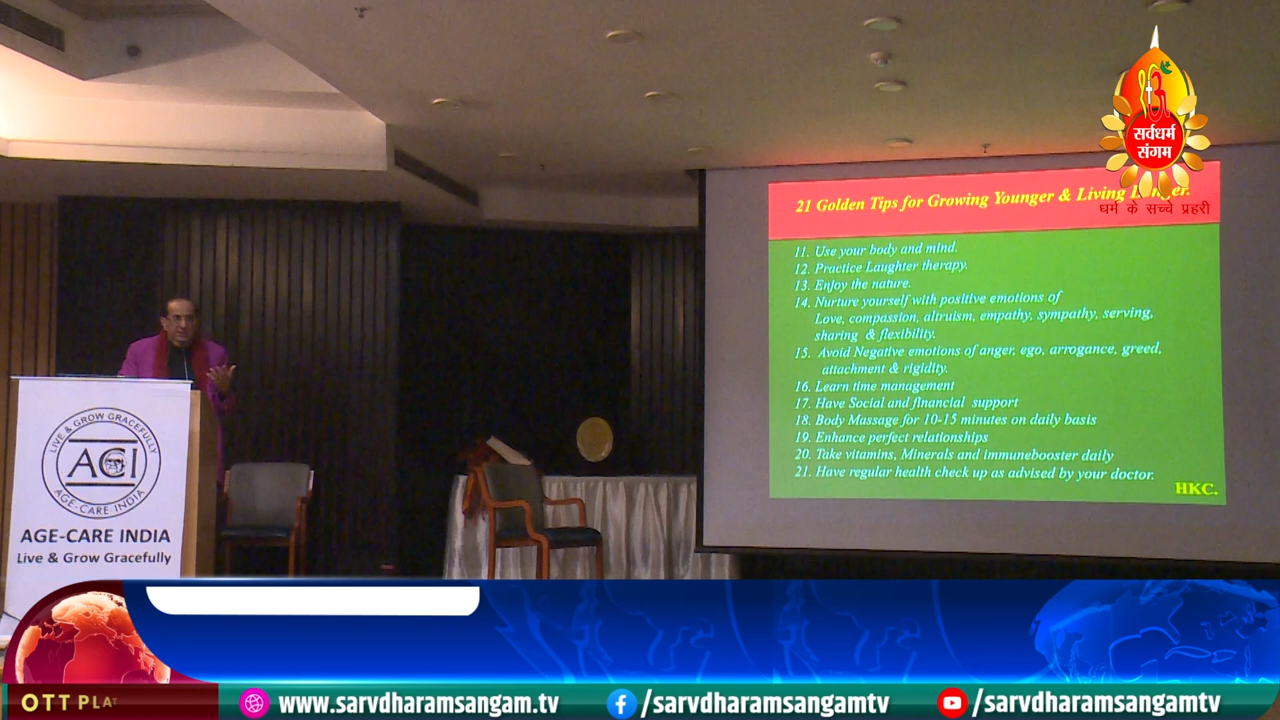 सर्वधर्म
संगम
धर्म के सच्चे प्रहरी
21 Golden Tips for Growing Younger & Living
11. Use your body and mind.
12. Practice Laughter therapy.
13. Enjoy the nature.
14. Nurture yourself with positive emotions of
Love, compassion, altruism, empathy, sympathy, serving,
sharing & flexibility.
15. Avoid Negative emotions of anger, ego, arrogance, greed,
attachment & rigidity.
16. Learn time management
17. Have Social and financial support
18. Body Massage for 10-15 minutes on daily basis
19. Enhance perfect relationships
20. Take vitamins, Minerals and immunebooster daily
21. Have regular health check up as advised by your doctor.
HKC.
LIVE & GROW GRACEFULLY
ACI
AGE-CARE INDIA
AGE-CARE INDIA
Live & Grow Gracefully
OTT PLAT
www.sarvdharamsangam.tv
/sarvdharamsangamtv
/sarvdharamsangamtv